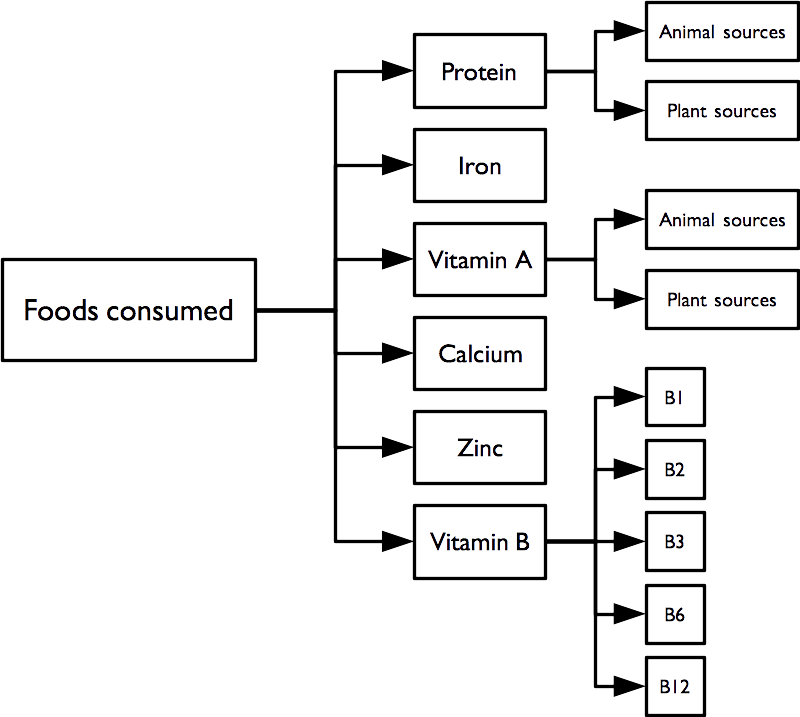 Foods consumed
Protein
Animal sources
Plant sources
Iron
Vitamin A
Animal sources
Plant sources
Calcium
Zinc
Vitamin B
B1
B2
B3
B6
B12